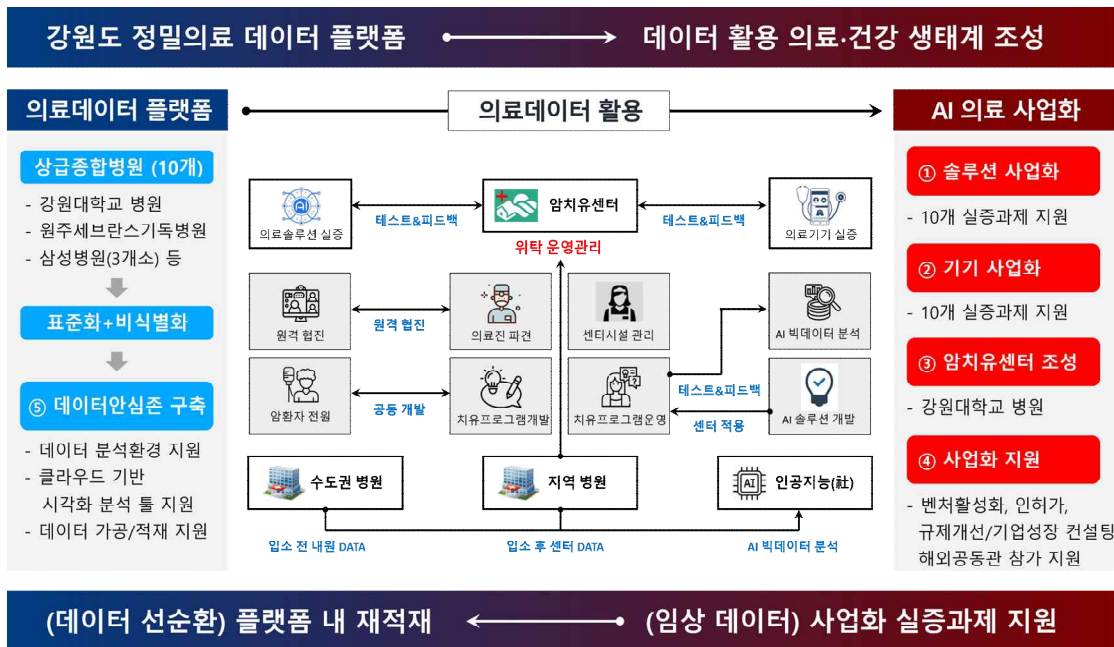 강원도 정밀의료 데이터 플랫폼
데이터 활용 의료·건강 생태계 조성
의료데이터 플랫폼
상급종합병원 (10개)
- 강원대학교 병원
- 원주세브란스기독병원
- 삼성병원(3개소) 등
표준화+비식별화
⑤ 데이터안심존 구축
- 데이터 분석환경 지원
- 클라우드 기반
시각화 분석 툴 지원
- 데이터 가공/적재 지원
의료데이터 활용
AI
의료솔루션 실증
테스트&피드백
암치유센터
위탁 운영관리
테스트&피드백
A
의료기기 실증
원격 협진
원격 협진
의료진 파견
센티시설 관리
AI 빅데이터 분석
암환자 전원
공동 개발
치유프로그램개발
치유프로그램운영
테스트&피드백
센터 적용
AI 솔루션 개발
수도권 병원
지역 병원
AI
인공지능(社)
입소 전 내원 DATA
입소 후 센터 DATA
AI 빅데이터 분석
AI 의료 사업화
① 솔루션 사업화
- 10개 실증과제 지원
② 기기 사업화
- 10개 실증과제 지원
③ 암치유센터 조성
- 강원대학교 병원
④ 사업화 지원
- 벤처활성화, 인허가,
규제개선/기업성장 컨설팅
해외공동관 참가 지원
(데이터 선순환) 플랫폼 내 재적재
(임상 데이터) 사업화 실증과제 지원